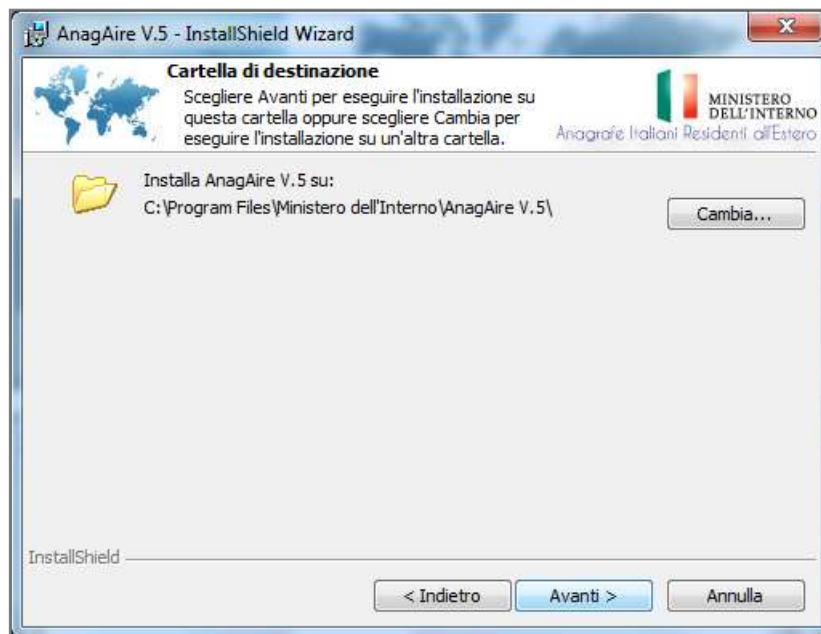 AnagAire V.5 - InstallShield Wizard
Cartella di destinazione
Scegliere Avanti per eseguire l'installazione su
questa cartella oppure scegliere Cambia per
eseguire l'installazione su un'altra cartella.
MINISTERO
DELL'INTERNO
Anagrafe Italiani Residenti all'Estero
Installa AnagAire V.5 su:
C:\Program Files\Ministero dell'Interno\AnagAire V.5\
Cambia...
InstallShield
< Indietro
Avanti >
Annulla